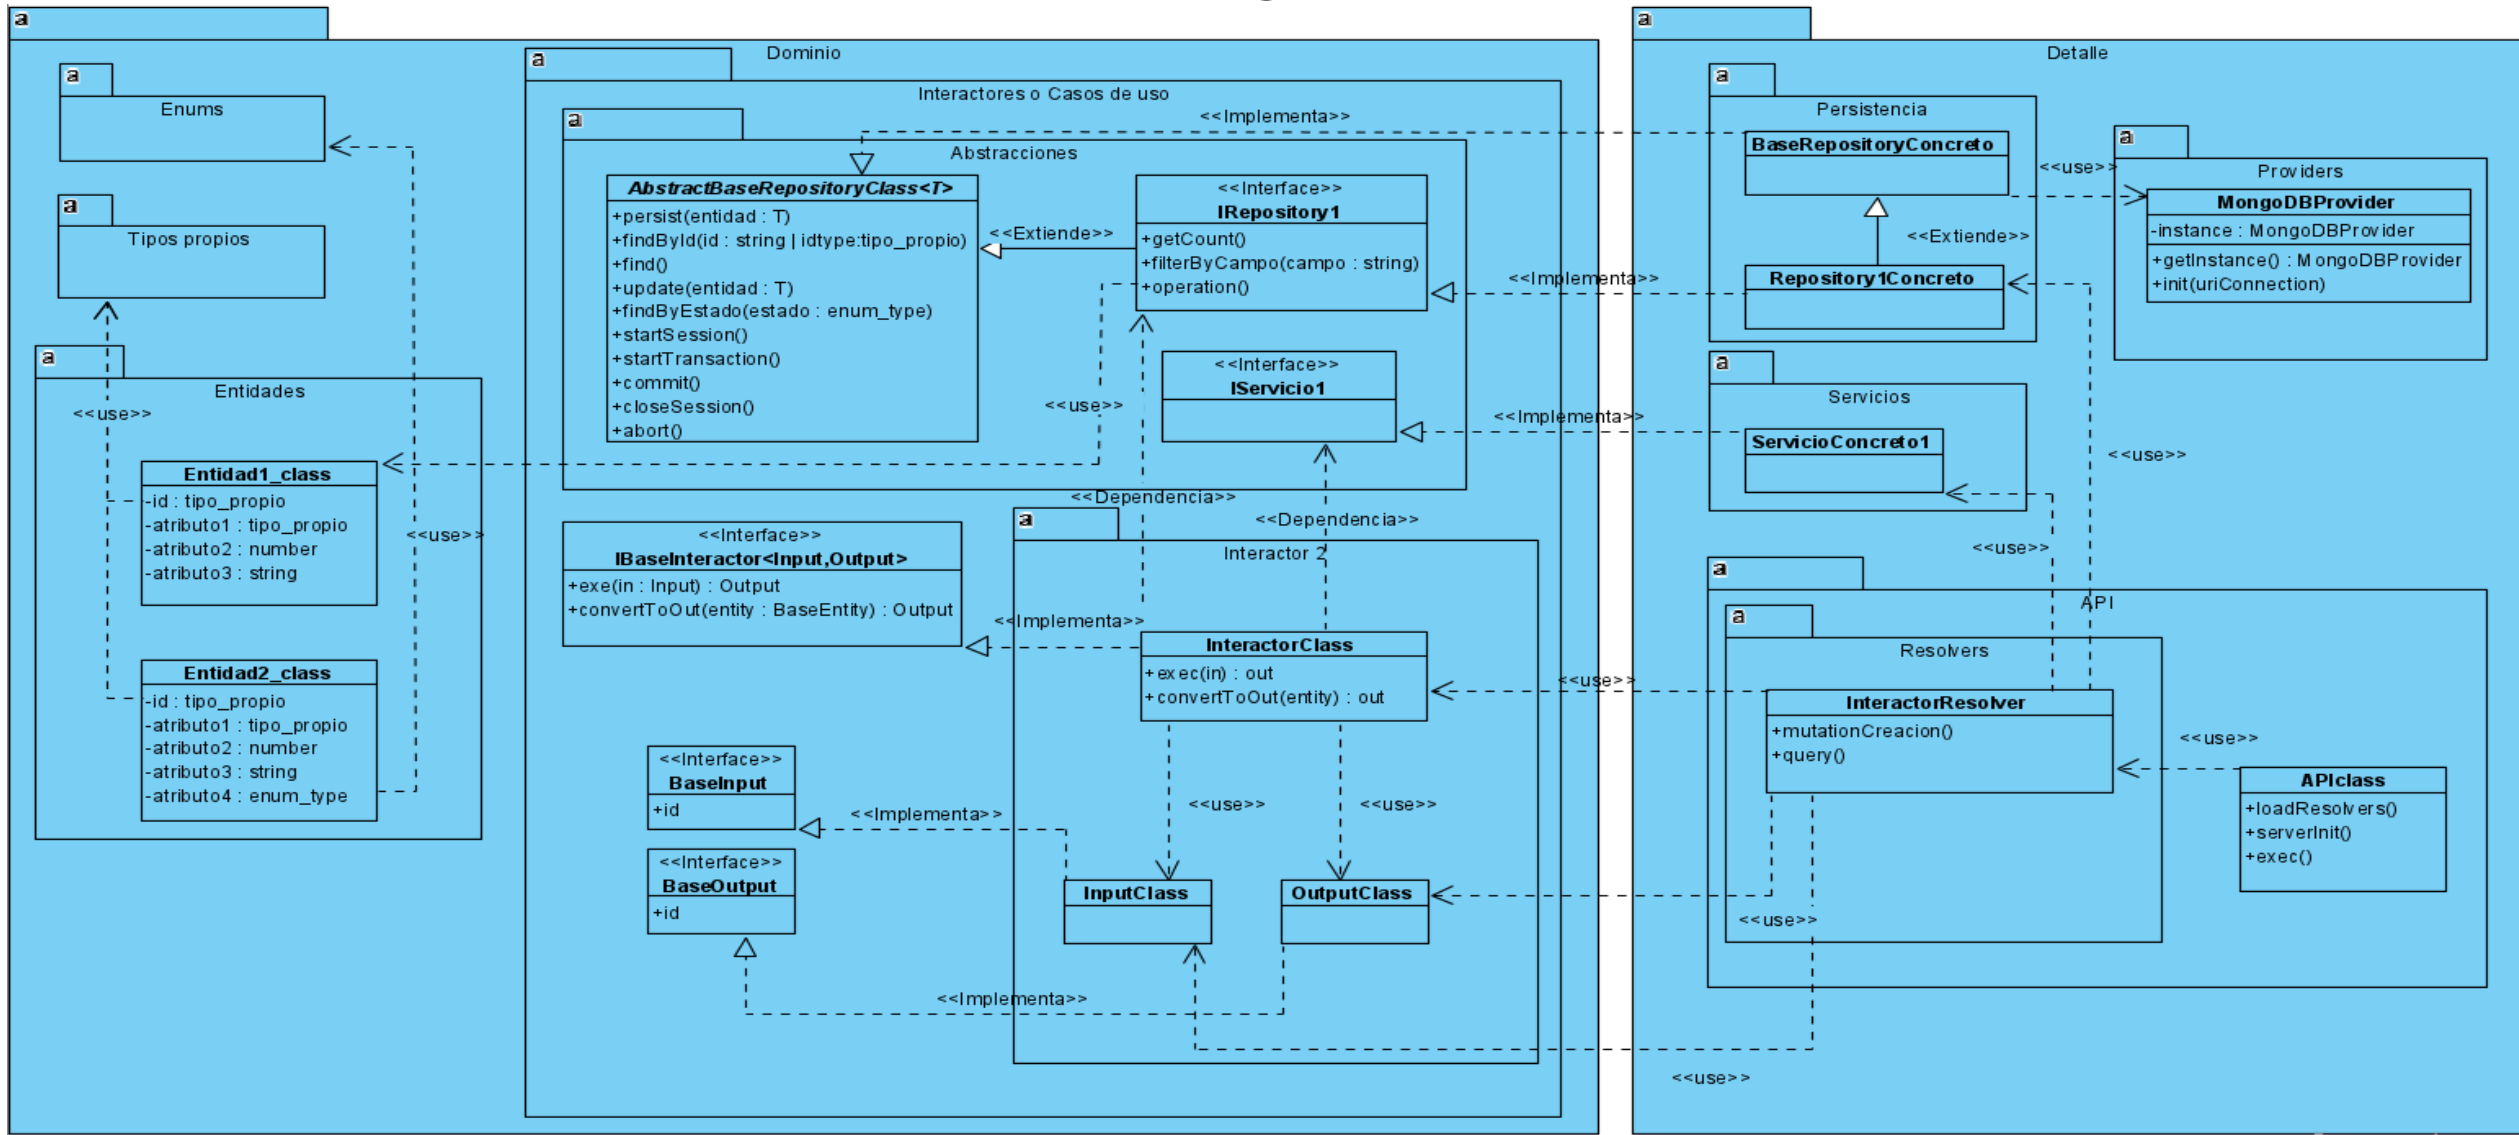 a
Dominio
a
Enums
a
Tipos propios
a
Entidades
<<use>>
<<use>>
Entidad1_class
-id : tipo_propio
-atributo1 : tipo_propio
-atributo2 : number
-atributo3 : string
Entidad2_class
-id : tipo_propio
-atributo1 : tipo_propio
-atributo2 : number
-atributo3 : string
-atributo4 : enum_type
a
Interactores o Casos de uso
a
Abstracciones
<<Implementa>>
AbstractBaseRepositoryClass<T>
+persist(entidad : T)
+findById(id : string | idtype:tipo_propio)
+find()
+update(entidad : T)
+findByEstado(estado : enum_type)
+startSession()
+startTransaction()
+commit()
+closeSession()
+abort()
<<Extiende>>
<<Interface>>
IRepository1
+getCount()
+filterByCampo(campo : string)
+operation()
<<Implementa>>
<<use>>
<<Interface>>
IServicio1
<<Implementa>>
<<Dependencia>>
<<Dependencia>>
<<Interface>>
IBaseInteractor<Input,Output>
+exe(in : Input) : Output
+convertToOut(entity : BaseEntity) : Output
<<Implementa>>
a
Interactor 2
InteractorClass
+exec(in) : out
+convertToOut(entity) : out
<<use>>
<<use>>
<<use>>
<<Interface>>
BaseInput
+id
<<Implementa>>
<<Interface>>
BaseOutput
+id
<<Implementa>>
InputClass
OutputClass
a
Detalle
a
Persistencia
BaseRepositoryConcreto
<<use>>
<<Extiende>>
Repository1Concreto
a
Providers
MongoDBProvider
-instance : MongoDBProvider
+getInstance() : MongoDBProvider
+init(uriConnection)
a
Servicios
ServicioConcreto1
<<use>>
<<use>>
a
API
a
Resolvers
InteractorResolver
+mutationCreacion()
+query()
<<use>>
APIclass
+loadResolvers()
+serverInit()
+exec()
<<use>>
<<use>>